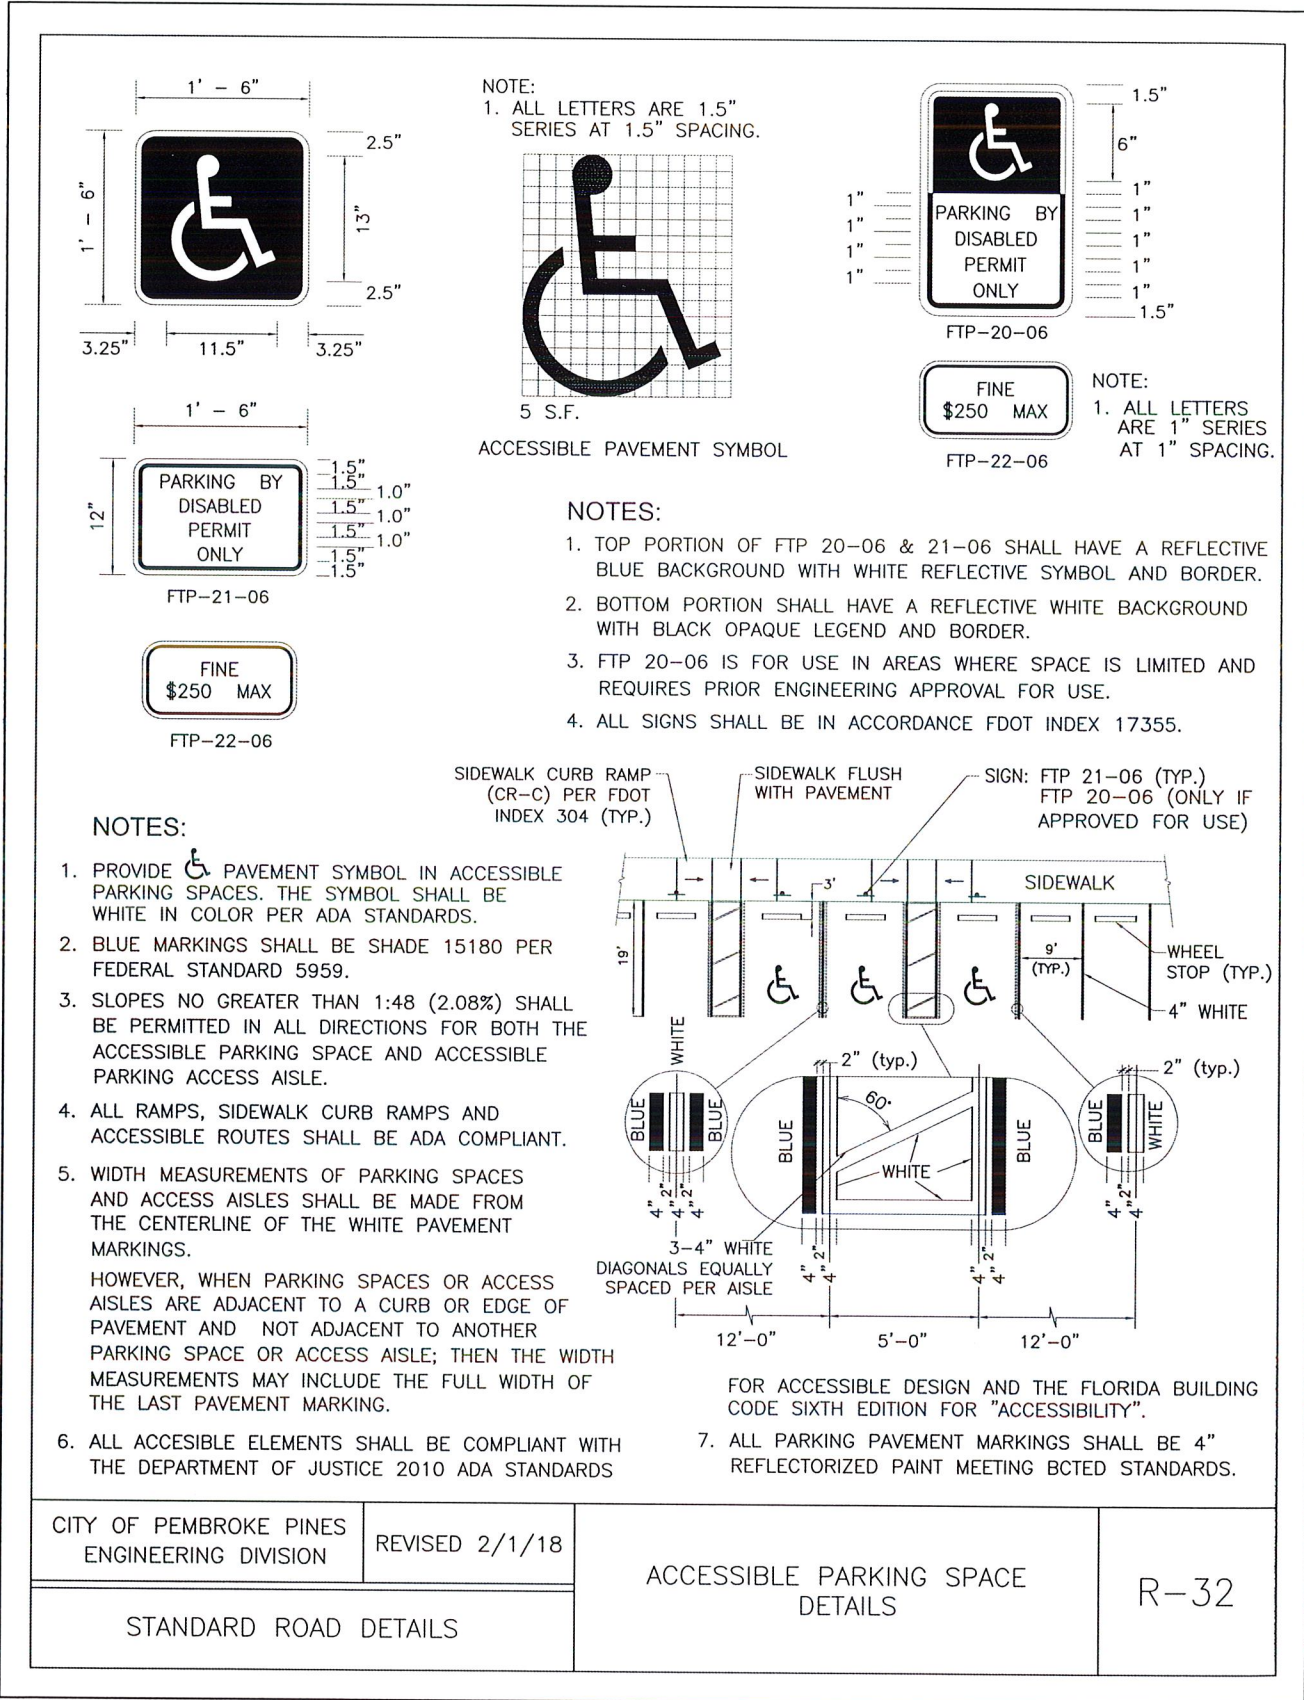 1' - 6"
1' - 6"
2.5"
13"
2.5"
3.25"
11.5"
3.25"
NOTE:
1. ALL LETTERS ARE 1.5"
SERIES AT 1.5" SPACING.
5 S.F.
ACCESSIBLE PAVEMENT SYMBOL
1.5"
6"
1"
1"
1"
1"
1"
1"
1"
1"
1"
1.5"
PARKING BY
DISABLED
PERMIT
ONLY
FTP-20-06
FINE
$250 MAX
FTP-22-06
NOTE:
1. ALL LETTERS
ARE 1" SERIES
AT 1" SPACING.
1' - 6"
12"
PARKING BY
DISABLED
PERMIT
ONLY
1.5"
1.5"
1.0"
1.5"
1.0"
1.5"
1.0"
1.5"
1.5"
FTP-21-06
FINE
$250 MAX
FTP-22-06
NOTES:
1. TOP PORTION OF FTP 20-06 & 21-06 SHALL HAVE A REFLECTIVE
BLUE BACKGROUND WITH WHITE REFLECTIVE SYMBOL AND BORDER.
2. BOTTOM PORTION SHALL HAVE A REFLECTIVE WHITE BACKGROUND
WITH BLACK OPAQUE LEGEND AND BORDER.
3. FTP 20-06 IS FOR USE IN AREAS WHERE SPACE IS LIMITED AND
REQUIRES PRIOR ENGINEERING APPROVAL FOR USE.
4. ALL SIGNS SHALL BE IN ACCORDANCE FDOT INDEX 17355.
NOTES:
1. PROVIDE PAVEMENT SYMBOL IN ACCESSIBLE
PARKING SPACES. THE SYMBOL SHALL BE
WHITE IN COLOR PER ADA STANDARDS.
2. BLUE MARKINGS SHALL BE SHADE 15180 PER
FEDERAL STANDARD 5959.
3. SLOPES NO GREATER THAN 1:48 (2.08%) SHALL
BE PERMITTED IN ALL DIRECTIONS FOR BOTH THE
ACCESSIBLE PARKING SPACE AND ACCESSIBLE
PARKING ACCESS AISLE.
4. ALL RAMPS, SIDEWALK CURB RAMPS AND
ACCESSIBLE ROUTES SHALL BE ADA COMPLIANT.
5. WIDTH MEASUREMENTS OF PARKING SPACES
AND ACCESS AISLES SHALL BE MADE FROM
THE CENTERLINE OF THE WHITE PAVEMENT
MARKINGS.
HOWEVER, WHEN PARKING SPACES OR ACCESS
AISLES ARE ADJACENT TO A CURB OR EDGE OF
PAVEMENT AND NOT ADJACENT TO ANOTHER
PARKING SPACE OR ACCESS AISLE; THEN THE WIDTH
MEASUREMENTS MAY INCLUDE THE FULL WIDTH OF
THE LAST PAVEMENT MARKING.
6. ALL ACCESIBLE ELEMENTS SHALL BE COMPLIANT WITH
THE DEPARTMENT OF JUSTICE 2010 ADA STANDARDS
SIDEWALK CURB RAMP
(CR-C) PER FDOT
INDEX 304 (TYP.)
SIDEWALK FLUSH
WITH PAVEMENT
SIGN: FTP 21-06 (TYP.)
FTP 20-06 (ONLY IF
APPROVED FOR USE)
3'
SIDEWALK
19'
9'
(TYP.)
WHEEL
STOP (TYP.)
4" WHITE
WHITE
2" (typ.)
2" (typ.)
BLUE
BLUE
BLUE
60°
WHITE
BLUE
BLUE
WHITE
4"
2"
4"
2"
4"
4"
2"
4"
3-4" WHITE
DIAGONALS EQUALLY
SPACED PER AISLE
4"
2"
4"
4"
2"
4"
12'-0"
5'-0"
12'-0"
FOR ACCESSIBLE DESIGN AND THE FLORIDA BUILDING
CODE SIXTH EDITION FOR "ACCESSIBILITY".
7. ALL PARKING PAVEMENT MARKINGS SHALL BE 4"
REFLECTORIZED PAINT MEETING BCTED STANDARDS.
CITY OF PEMBROKE PINES
ENGINEERING DIVISION
REVISED 2/1/18
STANDARD ROAD DETAILS
ACCESSIBLE PARKING SPACE
DETAILS
R-32